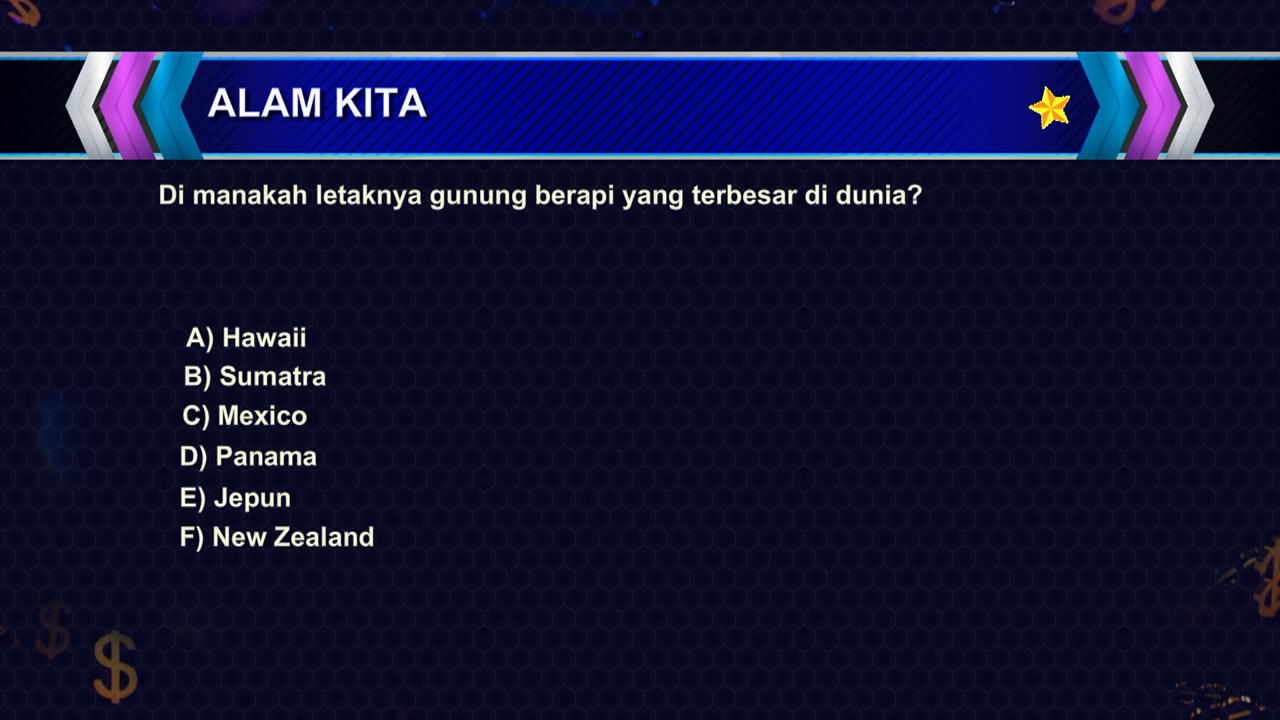 ALAM KITA
Di manakah letaknya gunung berapi yang terbesar di dunia?
A) Hawaii
B) Sumatra
C) Mexico
D) Panama
E) Jepun
F) New Zealand